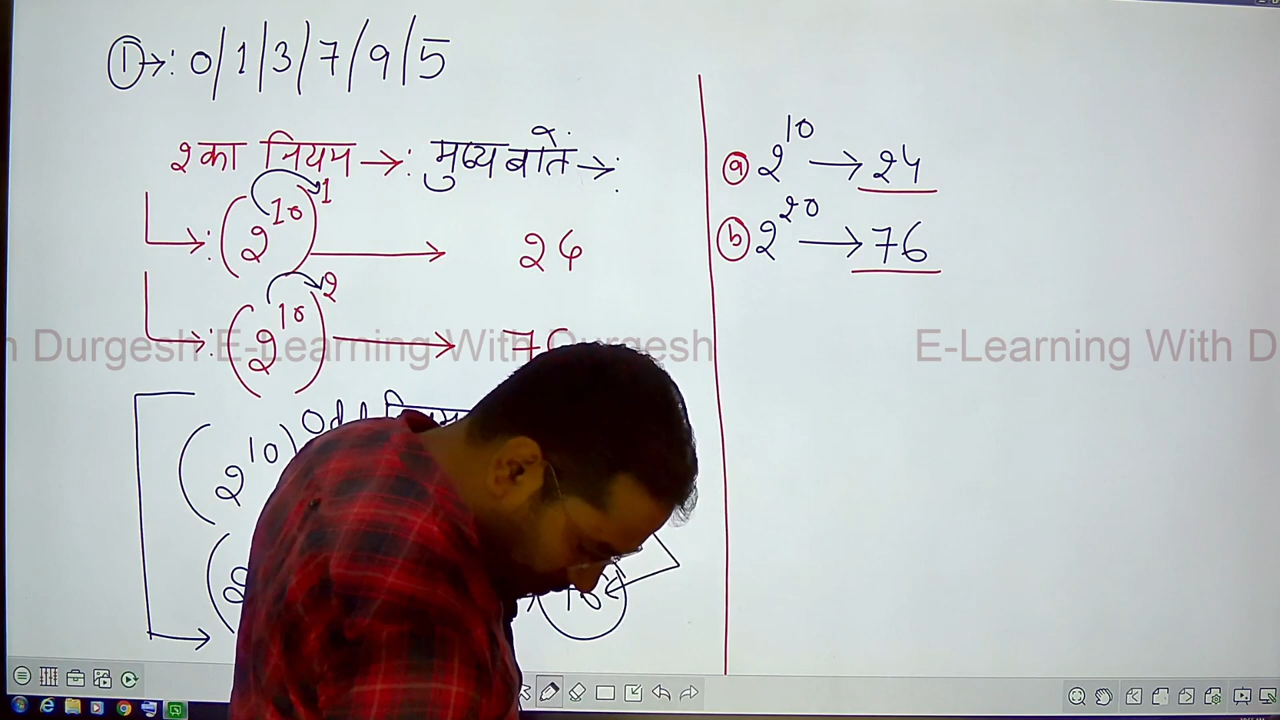 ① →: 0/1/3/7/9/5
2 का नियम →: मुख्य बातें →:
→: (2^10)^1 → 24
→: (2^10)^2 → 76
(2^10)^Odd
ⓐ 2^10 → 24
ⓑ 2^20 → 76
Durgesh E-Learning With Durgesh E-Learning With D